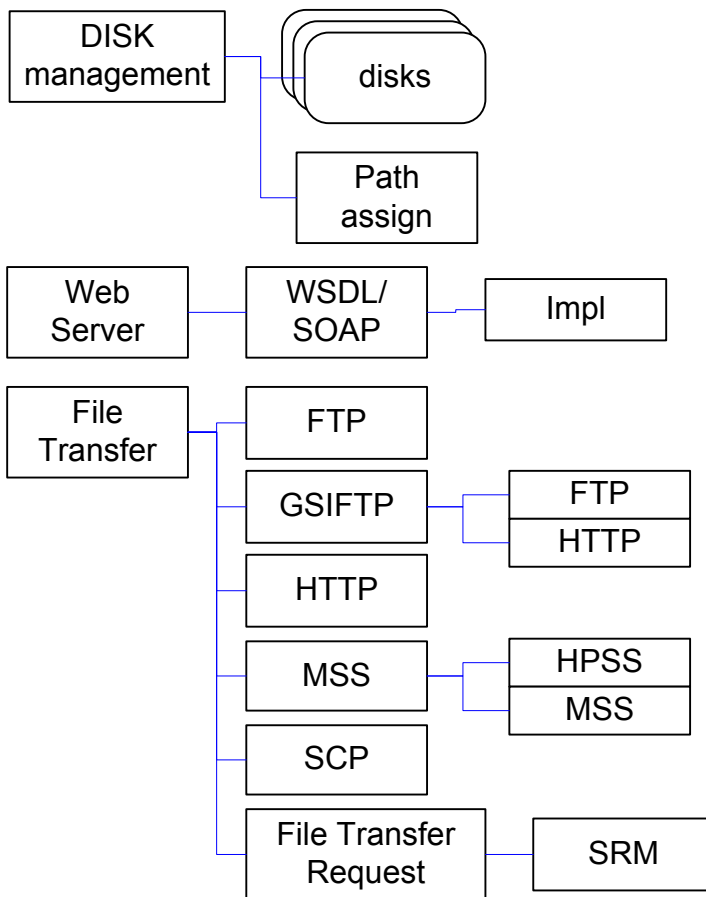 DISK
management
disks
Path
assign
Web
Server
WSDL/
SOAP
Impl
File
Transfer
FTP
GSIFTP
FTP
HTTP
HTTP
MSS
HPSS
MSS
SCP
File Transfer
Request
SRM